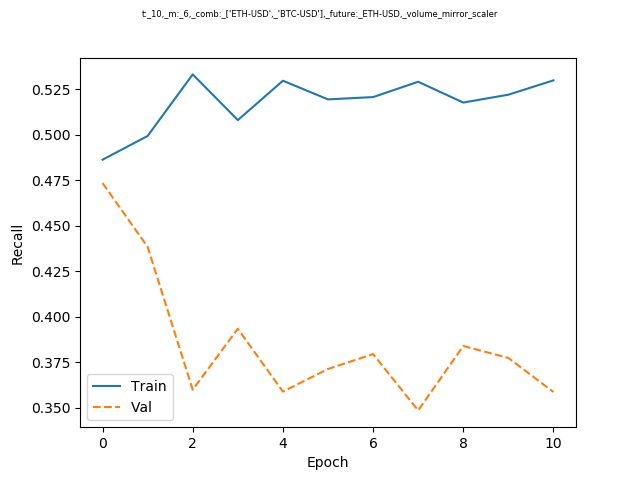 t:_10,_m:_6,_comb:_['ETH-USD',_'BTC-USD'],_future:_ETH-USD,_volume_mirror_scaler
0.525
0.500
0.475
0.450
0.425
0.400
0.375
0.350
Recall
Train
Val
0 2 4 6 8 10
Epoch